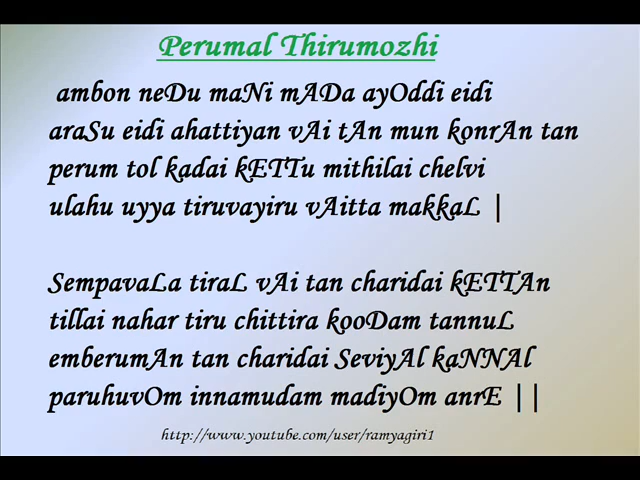 Perumal Thirumozhi
ambon neDu maNi mADa ayOddi eidi
araSu eidi ahattiyan vAi tAn mun konrAn tan
perum tol kadai kETTu mithilai chelvi
ulahu uyya tiruvayiru vAitta makkaL |
SempavaLa tiraL vAi tan charidai kETTAn
tillai nahar tiru chittira kooDam tannuL
emberumAn tan charidai SeviyAl kaNNAl
paruhuvOm innamudam madiyOm anrE ||
http://www.youtube.com/user/ramyagiri1